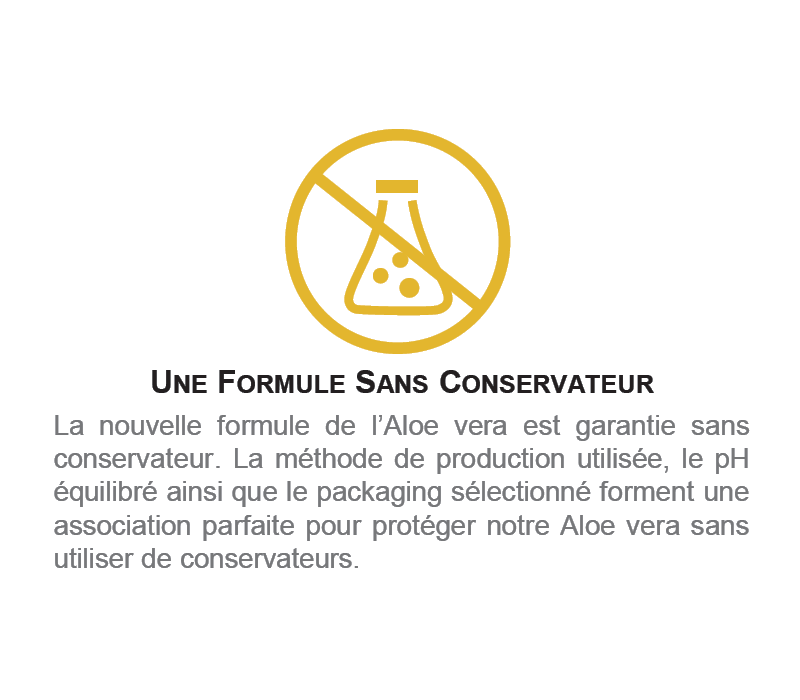 Une Formule Sans Conservateur
La nouvelle formule de l’Aloe vera est garantie sans
conservateur. La méthode de production utilisée, le pH
équilibré ainsi que le packaging sélectionné forment une
association parfaite pour protéger notre Aloe vera sans
utiliser de conservateurs.